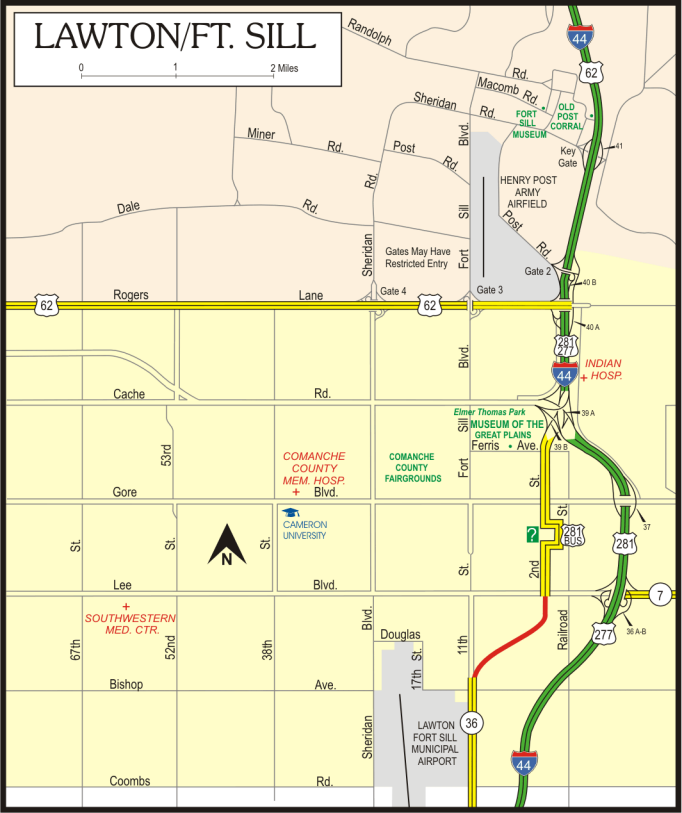 LAWTON/FT. SILL
0 1 2 Miles
44
62
Randolph Rd.
Macomb Rd.
Sheridan Rd.
FORT
SILL
MUSEUM
OLD
POST
CORRAL
41
Key
Gate
Miner Rd.
Post Rd.
Blvd.
HENRY POST
ARMY
AIRFIELD
Rd.
Dale Rd.
Sill
Post Rd.
Sheridan
Gates May Have
Restricted Entry
Fort
Gate 2
40 B
Gate 4
Gate 3
62
Rogers Lane
62
40 A
281
277
Blvd.
44
INDIAN
HOSP.
Cache Rd.
Elmer Thomas Park
MUSEUM OF THE
GREAT PLAINS
39 A
Sill
Ferris Ave.
39 B
53rd
COMANCHE
COUNTY
MEM. HOSP.
COMANCHE
COUNTY
FAIRGROUNDS
Fort
St.
Gore Blvd.
CAMERON
UNIVERSITY
St.
37
?
281
BUS
281
N
St.
St.
St.
St.
2nd
Lee Blvd.
7
SOUTHWESTERN
MED. CTR.
Blvd.
36 A-B
277
67th
52nd
38th
Douglas
17th St.
11th
Railroad
Bishop Ave.
36
Sheridan
LAWTON
FORT SILL
MUNICIPAL
AIRPORT
44
Coombs Rd.